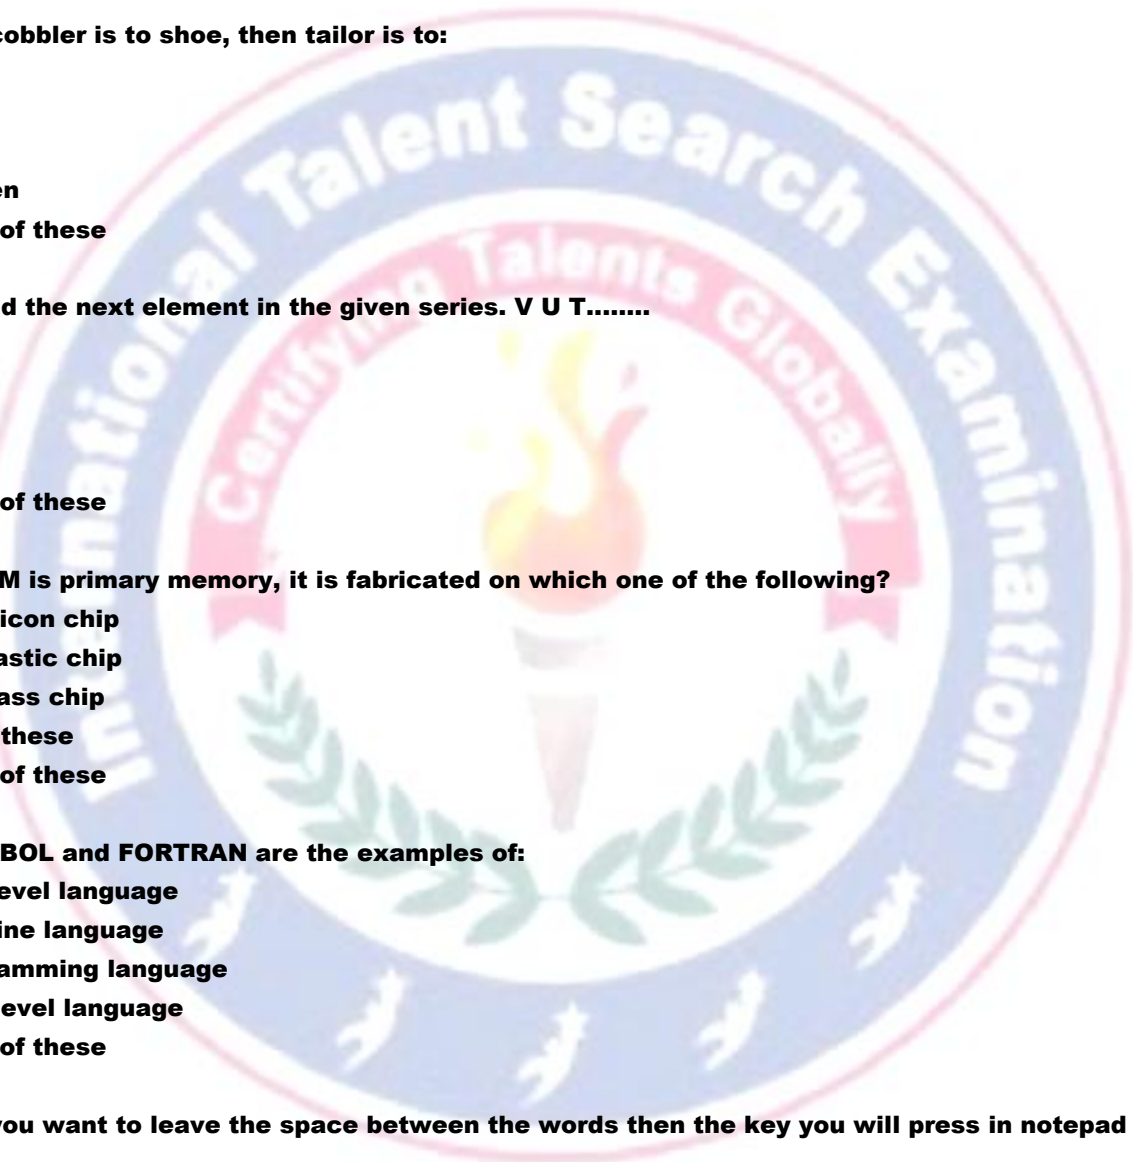 cobbler is to shoe, then tailor is to:
en
of these
d the next element in the given series. V U T........
of these
M is primary memory, it is fabricated on which one of the following?
icon chip
astic chip
ass chip
these
of these
BOL and FORTRAN are the examples of:
evel language
ine language
amming language
evel language
of these
you want to leave the space between the words then the key you will press in notepad
International Talent Search Examination
Certifying Talents Globally